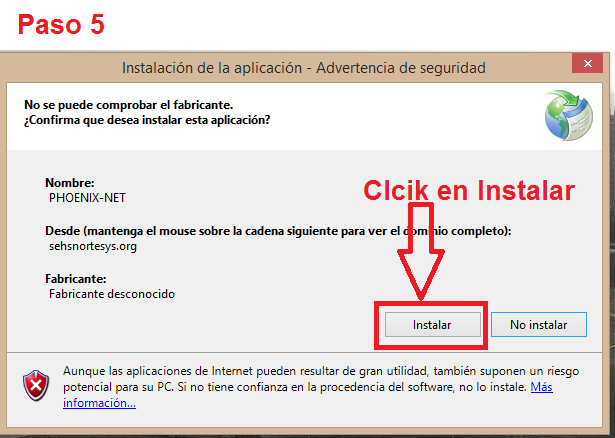 Paso 5
Instalación de la aplicación - Advertencia de seguridad
No se puede comprobar el fabricante.
¿Confirma que desea instalar esta aplicación?
Nombre:
PHOENIX-NET
Clcik en Instalar
Desde (mantenga el mouse sobre la cadena siguiente para ver el dominio completo):
sehsnortesys.org
Fabricante:
Fabricante desconocido
Instalar
No instalar
Aunque las aplicaciones de Internet pueden resultar de gran utilidad, también suponen un riesgo
potencial para su PC. Si no tiene confianza en la procedencia del software, no lo instale. Más
información...